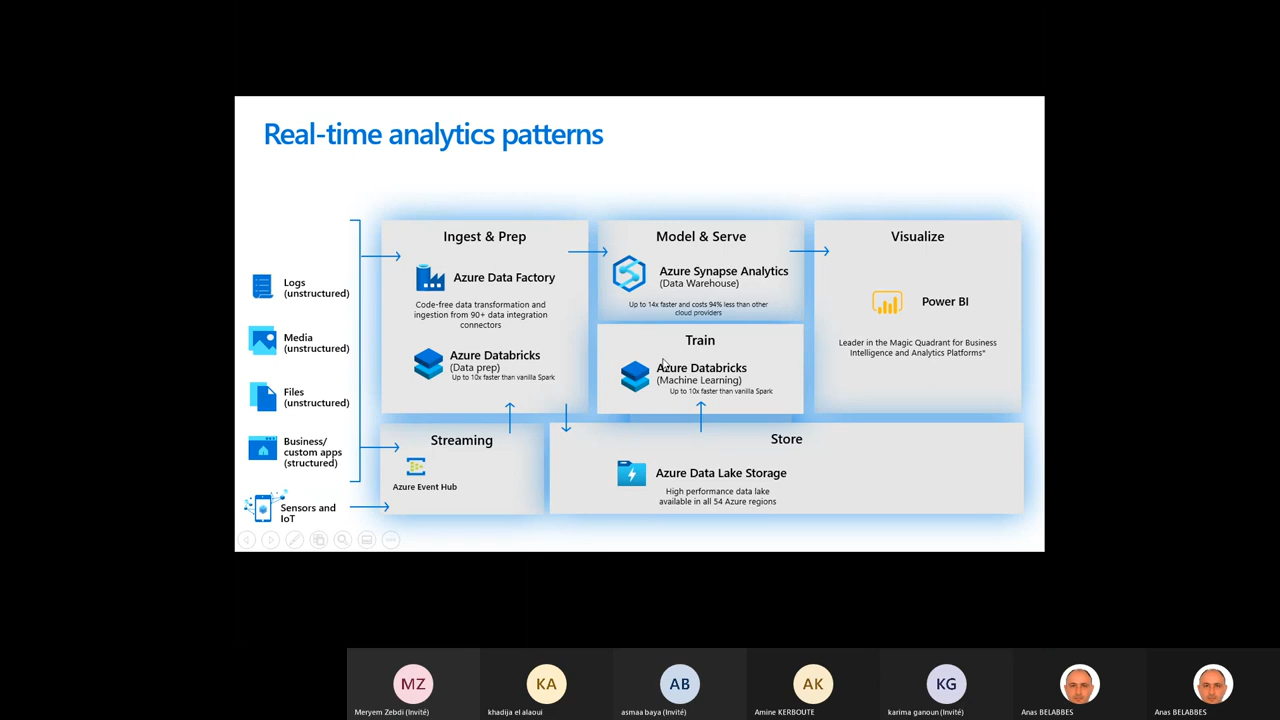 Real-time analytics patterns
Logs
(unstructured)
Media
(unstructured)
Files
(unstructured)
Business/
custom apps
(structured)
Sensors and
IoT
Ingest & Prep
Azure Data Factory
Code-free data transformation and
ingestion from 90+ data integration
connectors
Azure Databricks
(Data prep)
Up to 10x faster than vanilla Spark
Model & Serve
Azure Synapse Analytics
(Data Warehouse)
Up to 14x faster and costs 94% less than other
cloud providers
Train
Azure Databricks
(Machine Learning)
Up to 10x faster than vanilla Spark
Visualize
Power BI
Leader in the Magic Quadrant for Business
Intelligence and Analytics Platforms*
Streaming
Azure Event Hub
Store
Azure Data Lake Storage
High performance data lake
available in all 54 Azure regions
MZ
KA
AB
AK
KG
Meryem Zebdi (Invité)
khadija el alaoui
asmaa baya (Invité)
Amine KERBOUTE
karima ganoun (Invité)
Anas BELABBES
Anas BELABBES